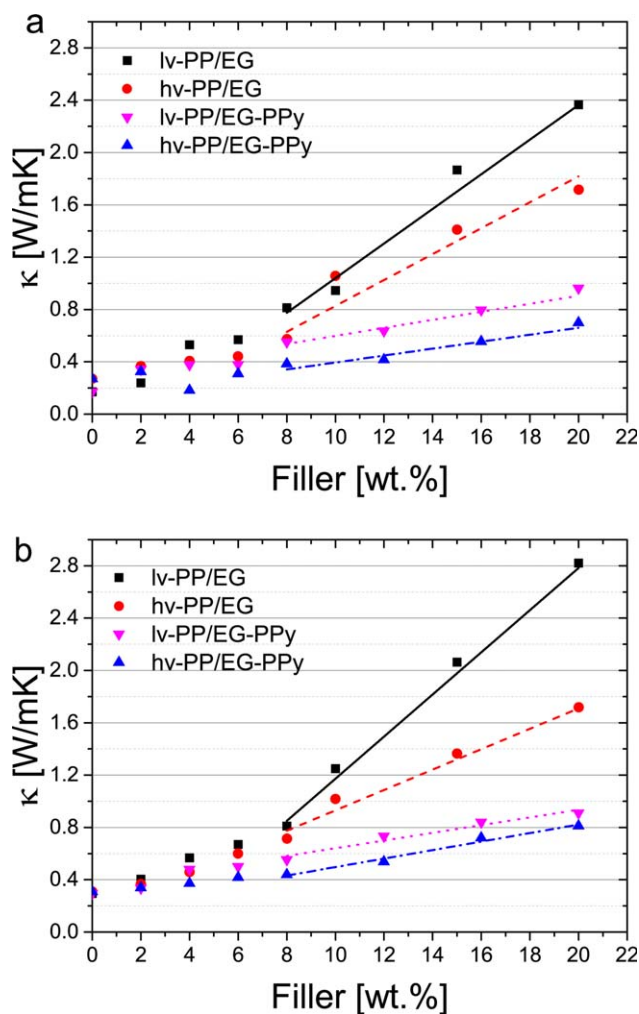 a
2.8
2.4
2.0
1.6
1.2
0.8
0.4
0.0
κ [W/mK]
lv-PP/EG
hv-PP/EG
lv-PP/EG-PPy
hv-PP/EG-PPy
0 2 4 6 8 10 12 14 16 18 20 22
Filler [wt.%]
b
2.8
2.4
2.0
1.6
1.2
0.8
0.4
0.0
κ [W/mK]
lv-PP/EG
hv-PP/EG
lv-PP/EG-PPy
hv-PP/EG-PPy
0 2 4 6 8 10 12 14 16 18 20 22
Filler [wt.%]